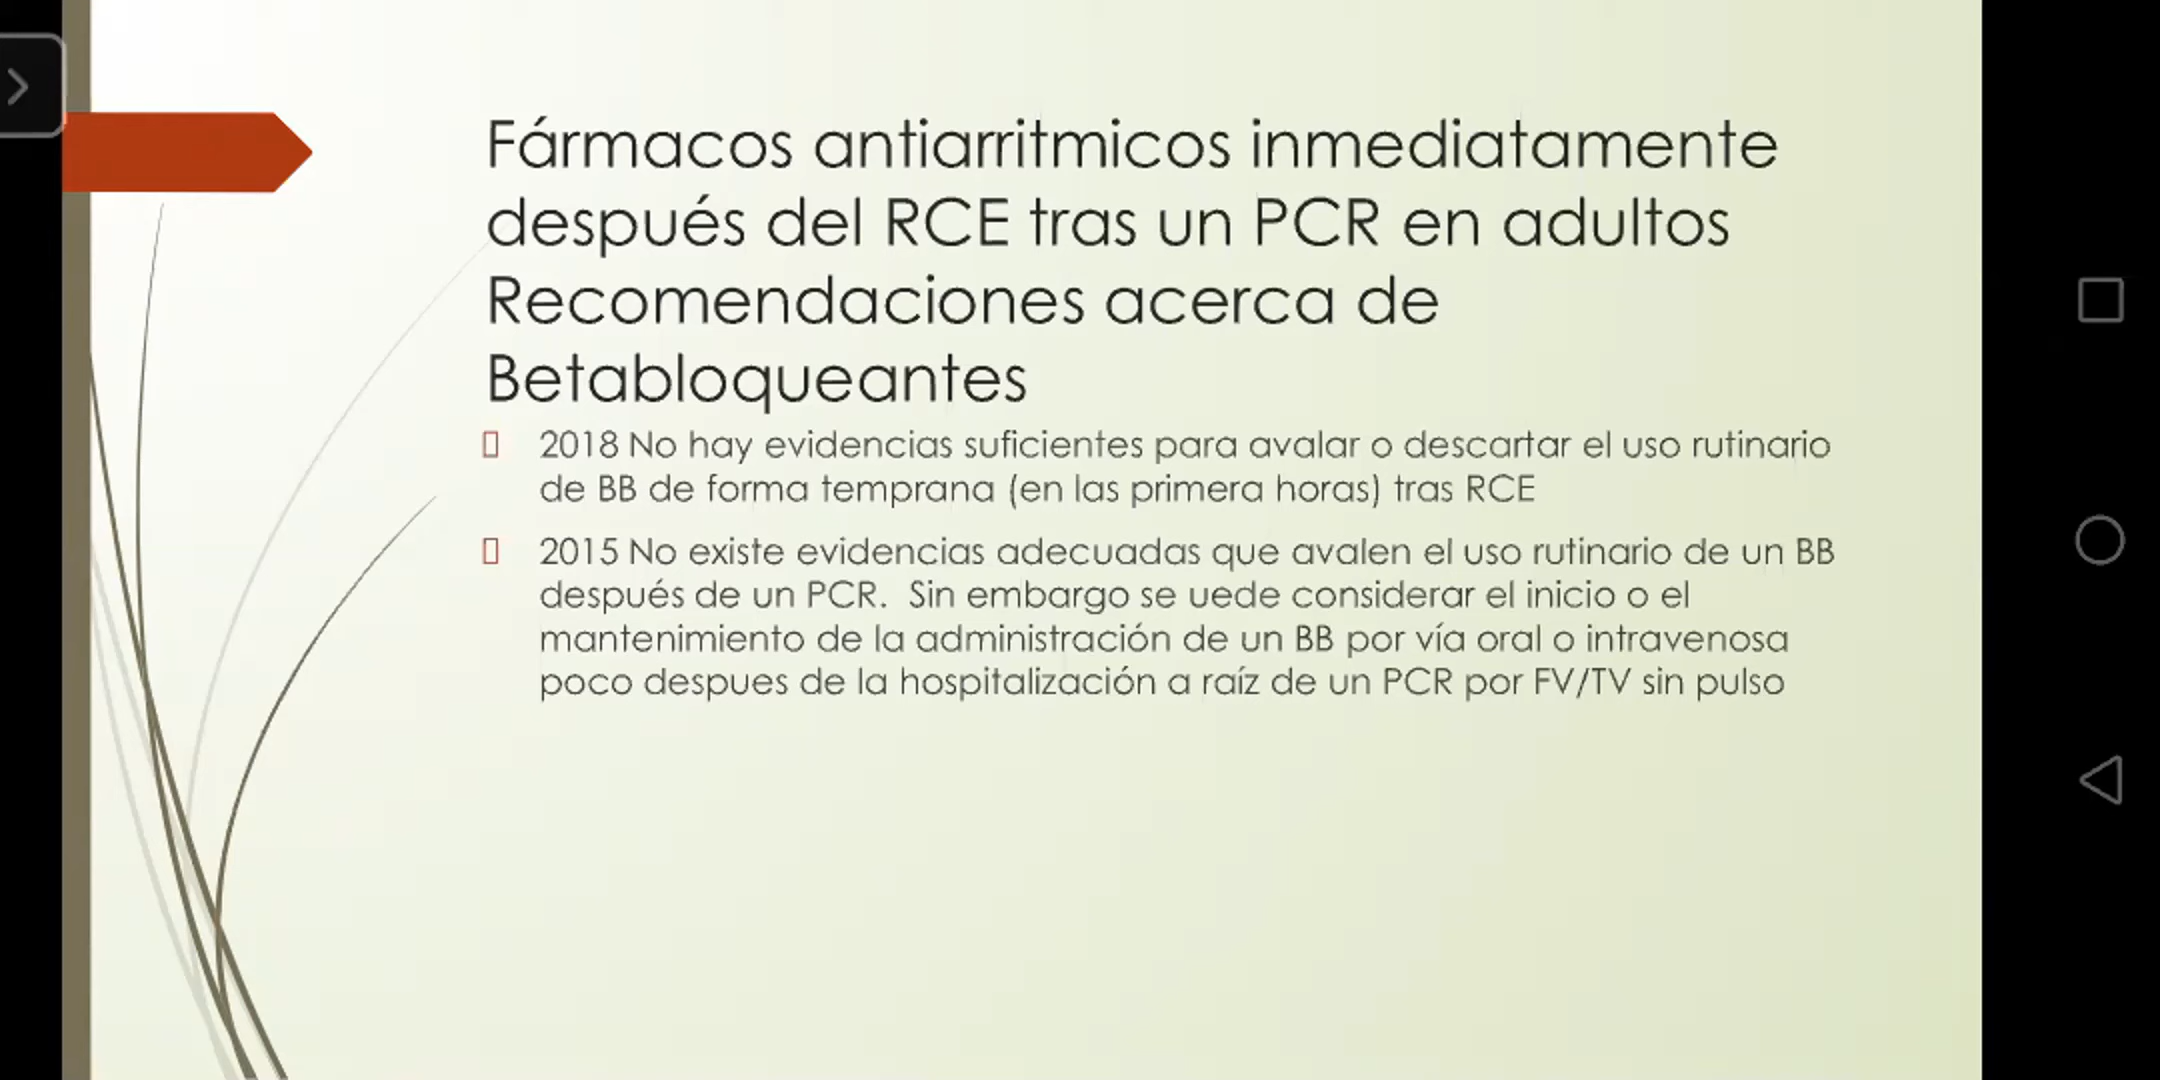 Fármacos antiarritmicos inmediatamente
después del RCE tras un PCR en adultos
Recomendaciones acerca de
Betabloqueantes
2018 No hay evidencias suficientes para avalar o descartar el uso rutinario
de BB de forma temprana (en las primera horas) tras RCE
2015 No existe evidencias adecuadas que avalen el uso rutinario de un BB
después de un PCR.  Sin embargo se uede considerar el inicio o el
mantenimiento de la administración de un BB por vía oral o intravenosa
poco despues de la hospitalización a raíz de un PCR por FV/TV sin pulso